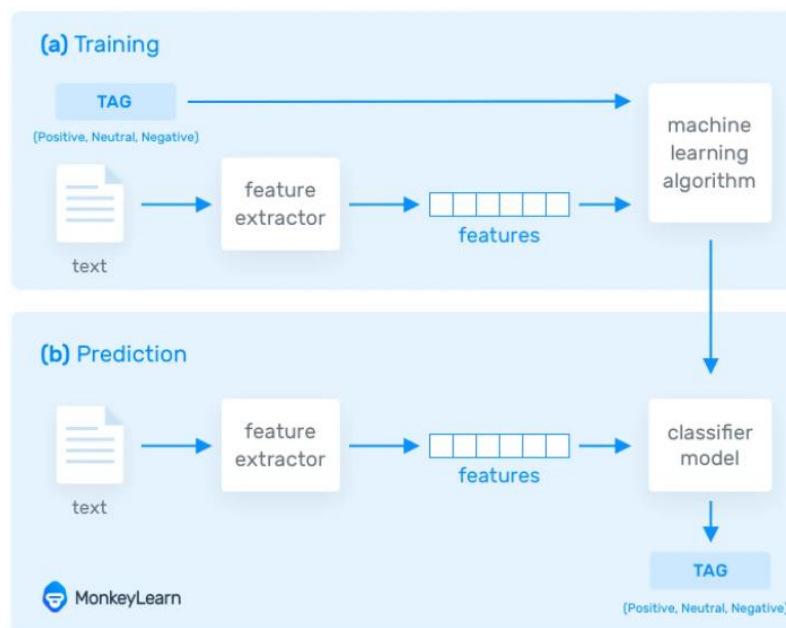 (a) Training
TAG
(Positive, Neutral, Negative)
text
feature
extractor
features
machine
learning
algorithm
(b) Prediction
text
feature
extractor
features
classifier
model
TAG
(Positive, Neutral, Negative)
MonkeyLearn